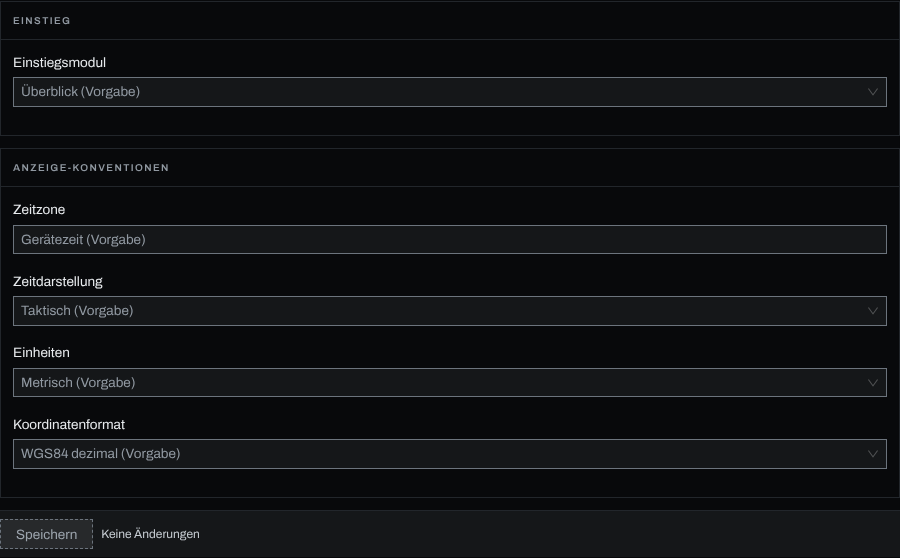 EINSTIEG
Einstiegsmodul
Überblick (Vorgabe)
ANZEIGE-KONVENTIONEN
Zeitzone
Gerätezeit (Vorgabe)
Zeitdarstellung
Taktisch (Vorgabe)
Einheiten
Metrisch (Vorgabe)
Koordinatenformat
WGS84 dezimal (Vorgabe)
Speichern Keine Änderungen